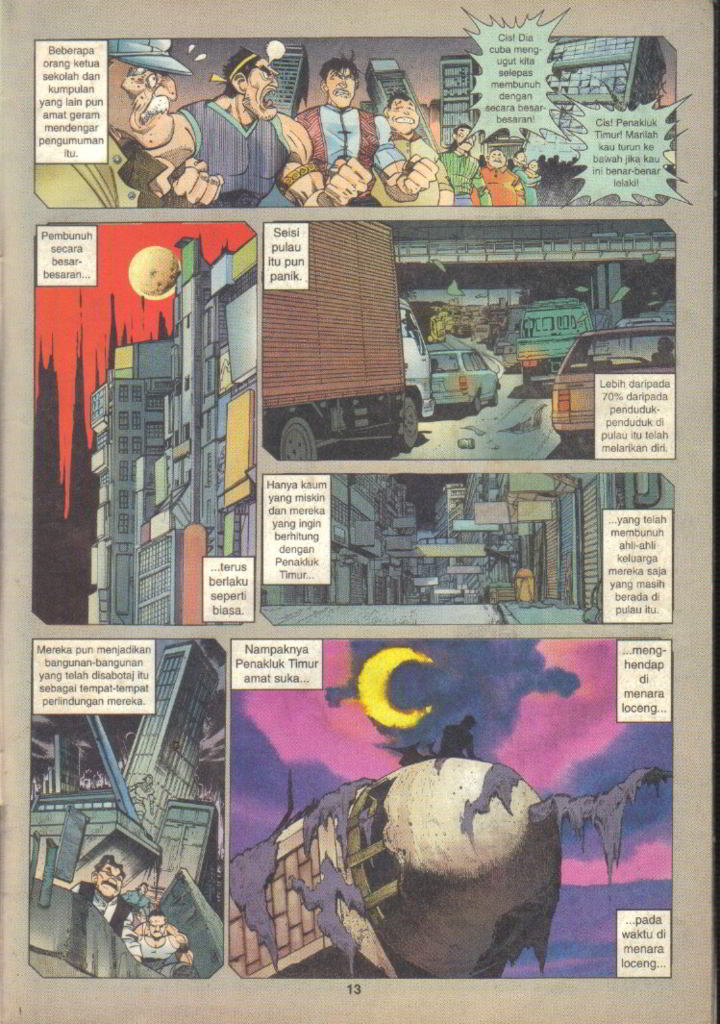 Beberapa
orang ketua
sekolah dan
kumpulan
yang lain pun
amat geram
mendengar
pengumuman
itu.
Cis! Dia
cuba meng-
ugut kita
selepas
membunuh
dengan
secara besar-
besaran!
Cis! Penakluk
Timur! Marilah
kau turun ke
bawah jika kau
ini benar-benar
lelaki!
Pembunuh
secara
besar-
besaran...
...terus
berlaku
seperti
biasa.
Seisi
pulau
itu pun
panik.
Lebih daripada
70% daripada
penduduk-
penduduk di
pulau itu telah
melarikan diri.
Hanya kaum
yang miskin
dan mereka
yang ingin
berhitung
dengan
Penakluk
Timur...
...yang telah
membunuh
ahli-ahli
keluarga
mereka saja
yang masih
berada di
pulau itu.
Mereka pun menjadikan
bangunan-bangunan
yang telah disabotaj itu
sebagai tempat-tempat
perlindungan mereka.
Nampaknya
Penakluk Timur
amat suka...
...meng-
hendap
di
menara
loceng...
...pada
waktu di
menara
loceng...
13